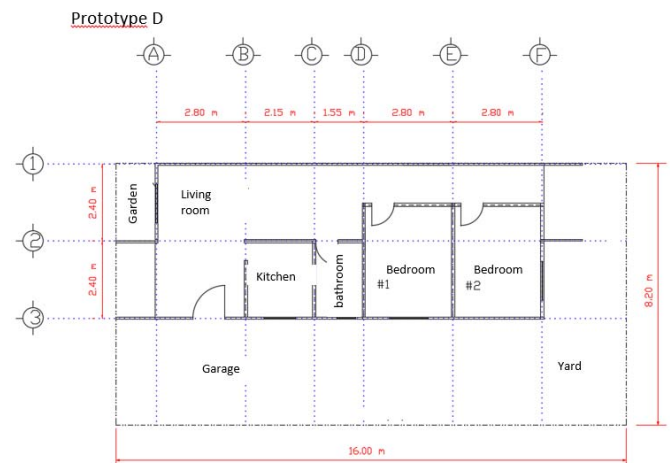 Prototype D
A B C D E F
2.80 m 2.15 m 1.55 m 2.80 m 2.80 m
1
Garden
Living
room
2.40 m
2
Kitchen
bathroom
Bedroom
#1
Bedroom
#2
2.40 m
8.20 m
3
Garage
Yard
16.00 m